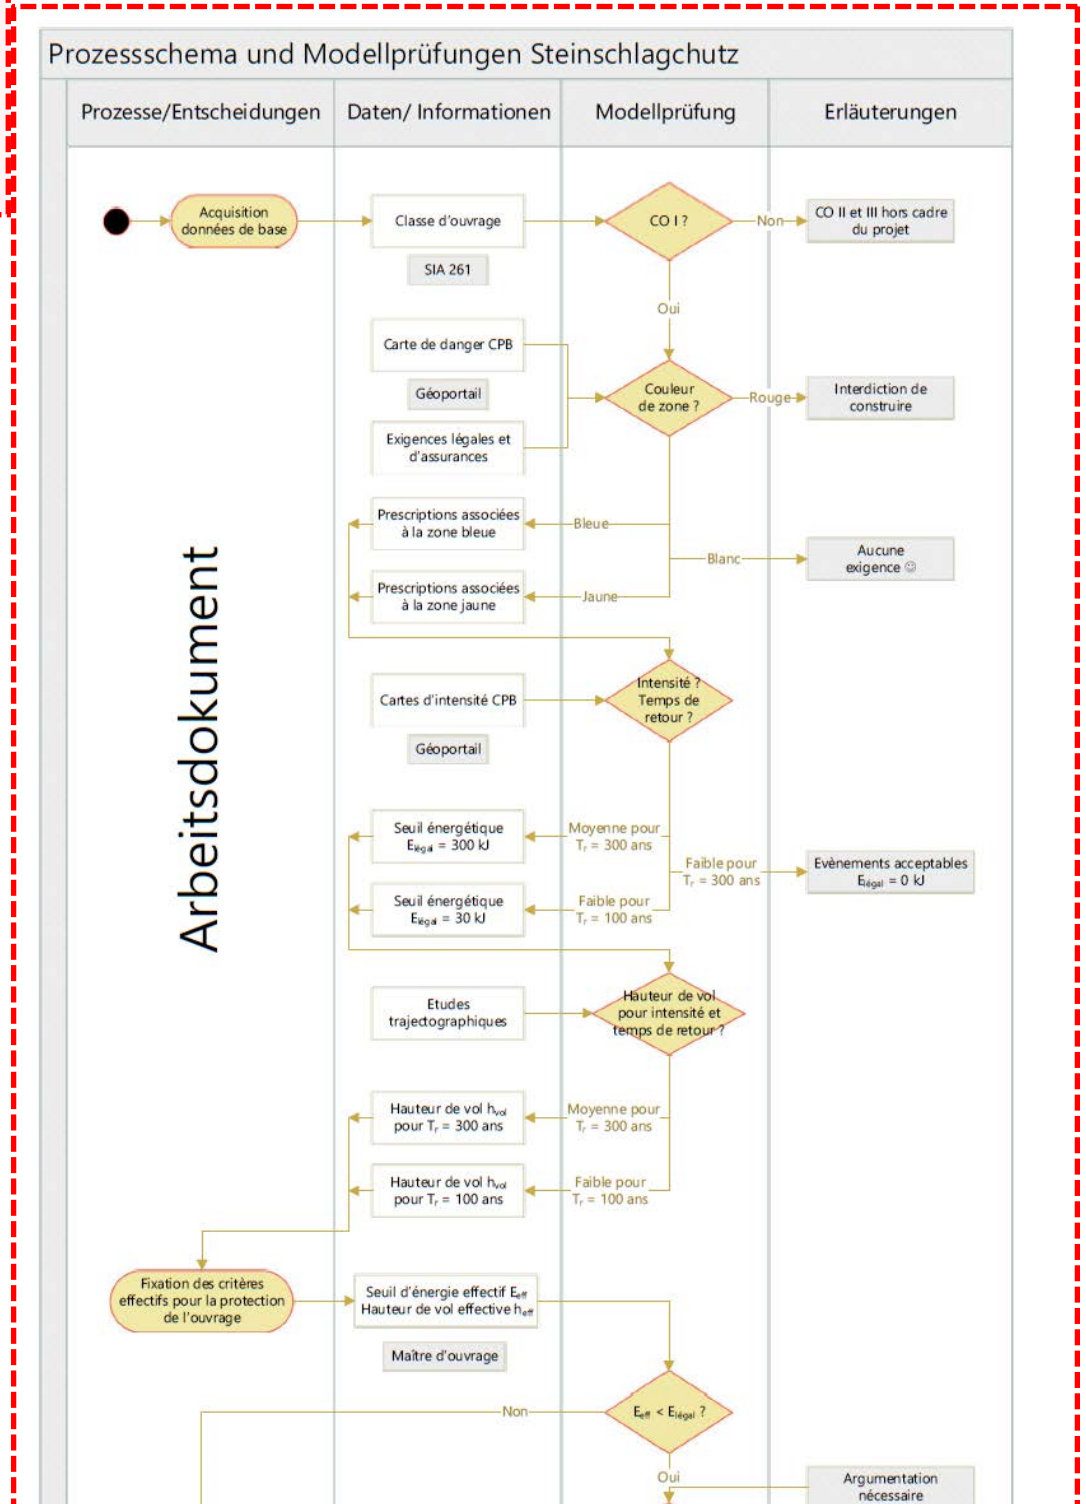 Prozessschema und Modellprüfungen Steinschlagchutz
Prozesse/Entscheidungen
Daten/ Informationen
Modellprüfung
Erläuterungen
Acquisition
données de base
Classe d'ouvrage
CO I ?
Non
CO II et III hors cadre
du projet
SIA 261
Oui
Carte de danger CPB
Géoportail
Exigences légales et
d'assurances
Couleur
de zone ?
Rouge
Interdiction de
construire
Prescriptions associées
à la zone bleue
Bleue
Blanc
Aucune
exigence ☺
Prescriptions associées
à la zone jaune
Jaune
Arbeitsdokument
Cartes d'intensité CPB
Géoportail
Intensité ?
Temps de
retour ?
Seuil énergétique
Elégal = 300 kJ
Moyenne pour
Tr = 300 ans
Faible pour
Tr = 300 ans
Evènements acceptables
Elégal = 0 kJ
Seuil énergétique
Elégal = 30 kJ
Faible pour
Tr = 100 ans
Etudes
trajectographiques
Hauteur de vol
pour intensité et
temps de retour ?
Hauteur de vol hvol
pour Tr = 300 ans
Moyenne pour
Tr = 300 ans
Hauteur de vol hvol
pour Tr = 100 ans
Faible pour
Tr = 100 ans
Fixation des critères
effectifs pour la protection
de l'ouvrage
Seuil d'énergie effectif Eeff
Hauteur de vol effective heff
Maître d'ouvrage
Non
Eeff < Elégal ?
Oui
Argumentation
nécessaire